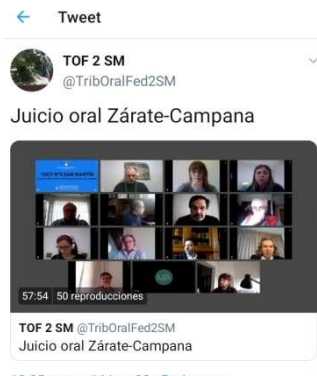 Tweet
TOF 2 SM
@TribOralFed2SM
Juicio oral Zárate-Campana
MA
57:54 50 reproducciones
TOF 2 SM @TribOralFed2SM
Juicio oral Zárate-Campana